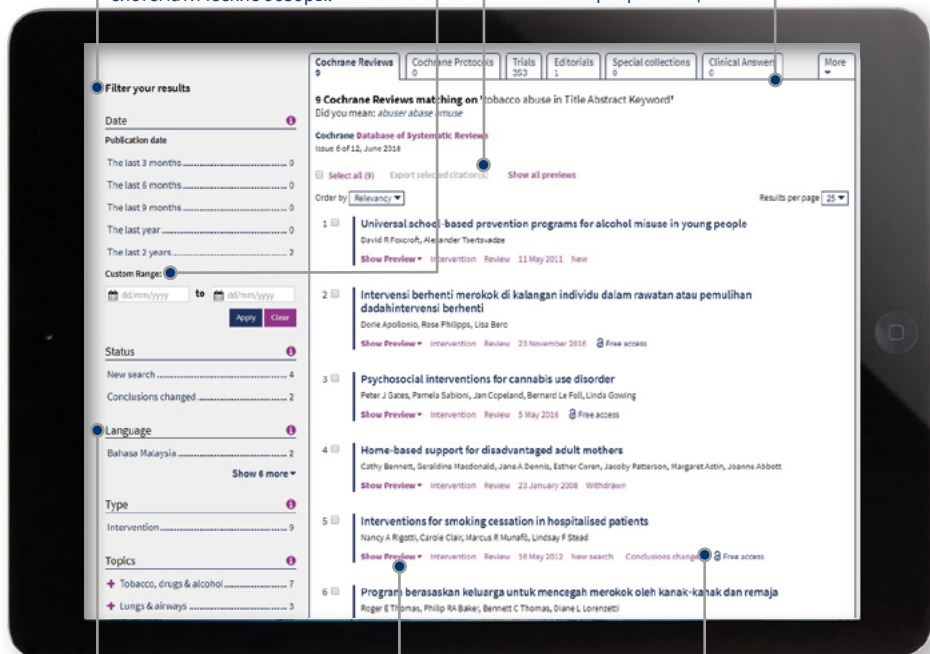 Cochrane Reviews
9
Cochrane Protocols
0
Trials
353
Editorials
1
Special collections
0
Clinical Answers
0
More
Filter your results
Date
Publication date
The last 3 months 0
The last 6 months 0
The last 9 months 0
The last year 0
The last 2 years 2
Custom Range:
dd/mm/yyyy to dd/mm/yyyy
Apply Clear
Status
New search 4
Conclusions changed 2
Language
Bahasa Malaysia 2
Show 6 more
Type
Intervention 9
Topics
+ Tobacco, drugs & alcohol 7
+ Lungs & airways 3
9 Cochrane Reviews matching on "tobacco abuse in Title Abstract Keyword"
Did you mean: abuser abase amuse
Cochrane Database of Systematic Reviews
Issue 6 of 12, June 2018
Select all (9) Export selected citation(s) Show all previews
Order by Relevancy Results per page 25
1 Universal school-based prevention programs for alcohol misuse in young people
David R Foxcroft, Alexander Tsertsvadze
Show Preview Intervention Review 11 May 2011 New
2 Intervensi berhenti merokok di kalangan individu dalam rawatan atau pemulihan
dadahintervensi berhenti
Dorie Apollonio, Rose Philipps, Lisa Bero
Show Preview Intervention Review 23 November 2016 Free access
3 Psychosocial interventions for cannabis use disorder
Peter J Gates, Pamela Sabioni, Jan Copeland, Bernard Le Foll, Linda Gowing
Show Preview Intervention Review 5 May 2016 Free access
4 Home-based support for disadvantaged adult mothers
Cathy Bennett, Geraldine Macdonald, Jane A Dennis, Esther Coren, Jacoby Patterson, Margaret Astin, Joanne Abbott
Show Preview Intervention Review 23 January 2008 Withdrawn
5 Interventions for smoking cessation in hospitalised patients
Nancy A Rigotti, Carole Clair, Marcus R Munafò, Lindsay F Stead
Show Preview Intervention Review 16 May 2012 New search Conclusions changed Free access
6 Program berasaskan keluarga untuk mencegah merokok oleh kanak-kanak dan remaja
Roger E Thomas, Philip RA Baker, Bennett C Thomas, Diane L Lorenzetti